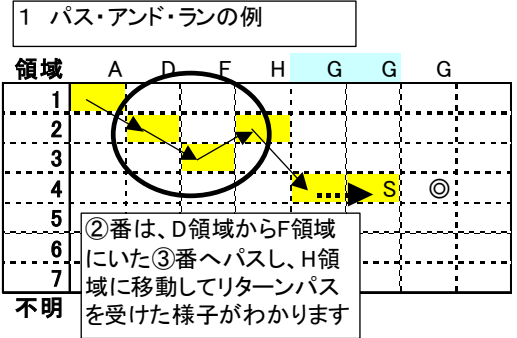 1 パス・アンド・ランの例
領域 A D F H G G G
1
2
3
4 S ◎
5
6
7
不明
②番は、D領域からF領域
にいた③番へパスし、H領
域に移動してリターンパス
を受けた様子がわかります